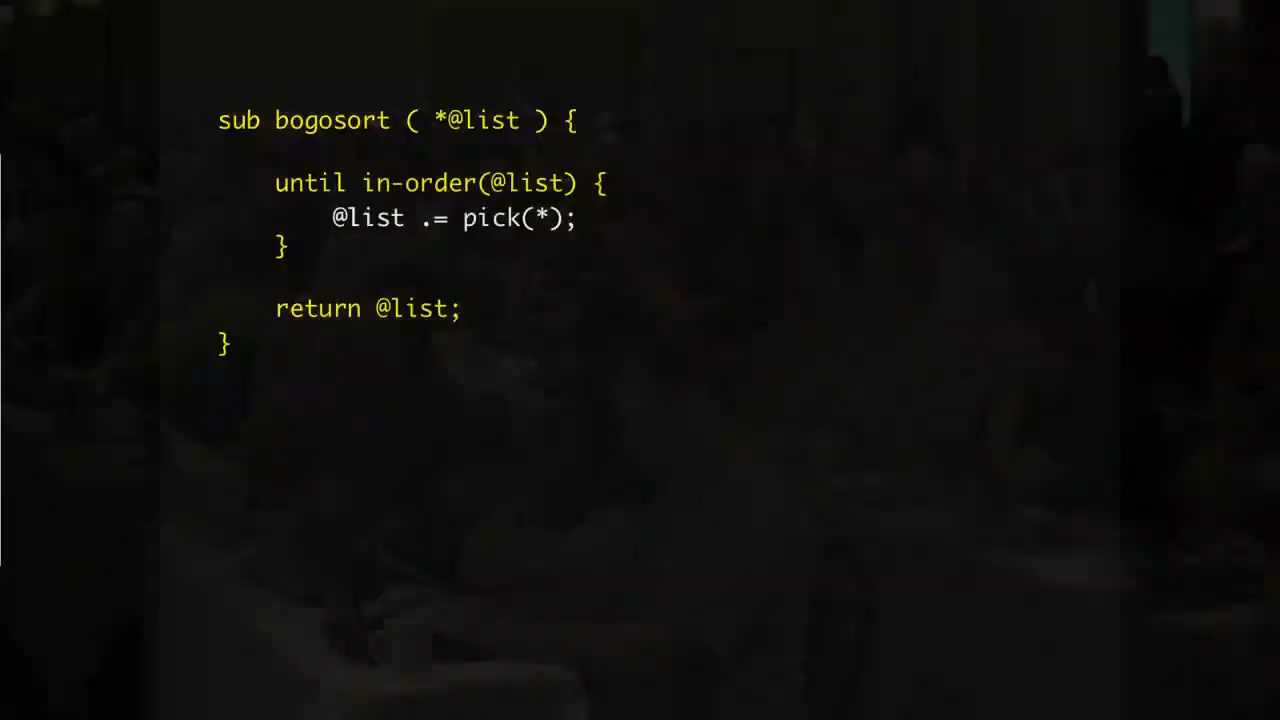 sub bogosort ( *@list ) {
until in-order(@list) {
@list .= pick(*);
}
return @list;
}